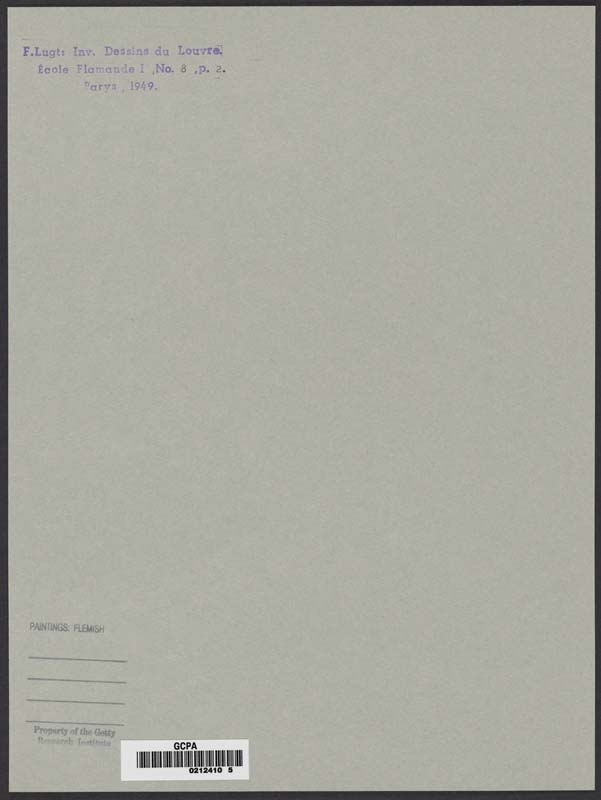 F.Lugt: Inv. Dessins du Louvre.
École Flamande I ,No. 8 ,p. 2.
Parys , 1949.
PAINTINGS: FLEMISH
Property of the Getty
Research Institute
GCPA
0212410 5